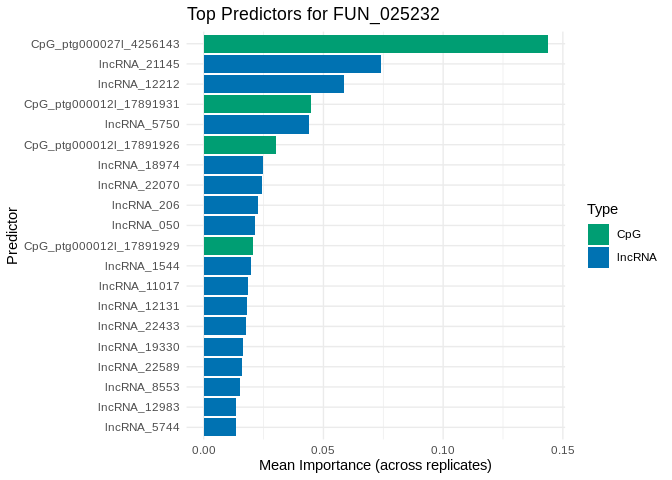 Top Predictors for FUN_025232
Predictor
CpG_ptg000027l_4256143
lncRNA_21145
lncRNA_12212
CpG_ptg000012l_17891931
lncRNA_5750
CpG_ptg000012l_17891926
lncRNA_18974
lncRNA_22070
lncRNA_206
lncRNA_050
CpG_ptg000012l_17891929
lncRNA_1544
lncRNA_11017
lncRNA_12131
lncRNA_22433
lncRNA_19330
lncRNA_22589
lncRNA_8553
lncRNA_12983
lncRNA_5744
0.00 0.05 0.10 0.15
Mean Importance (across replicates)
Type
CpG
lncRNA